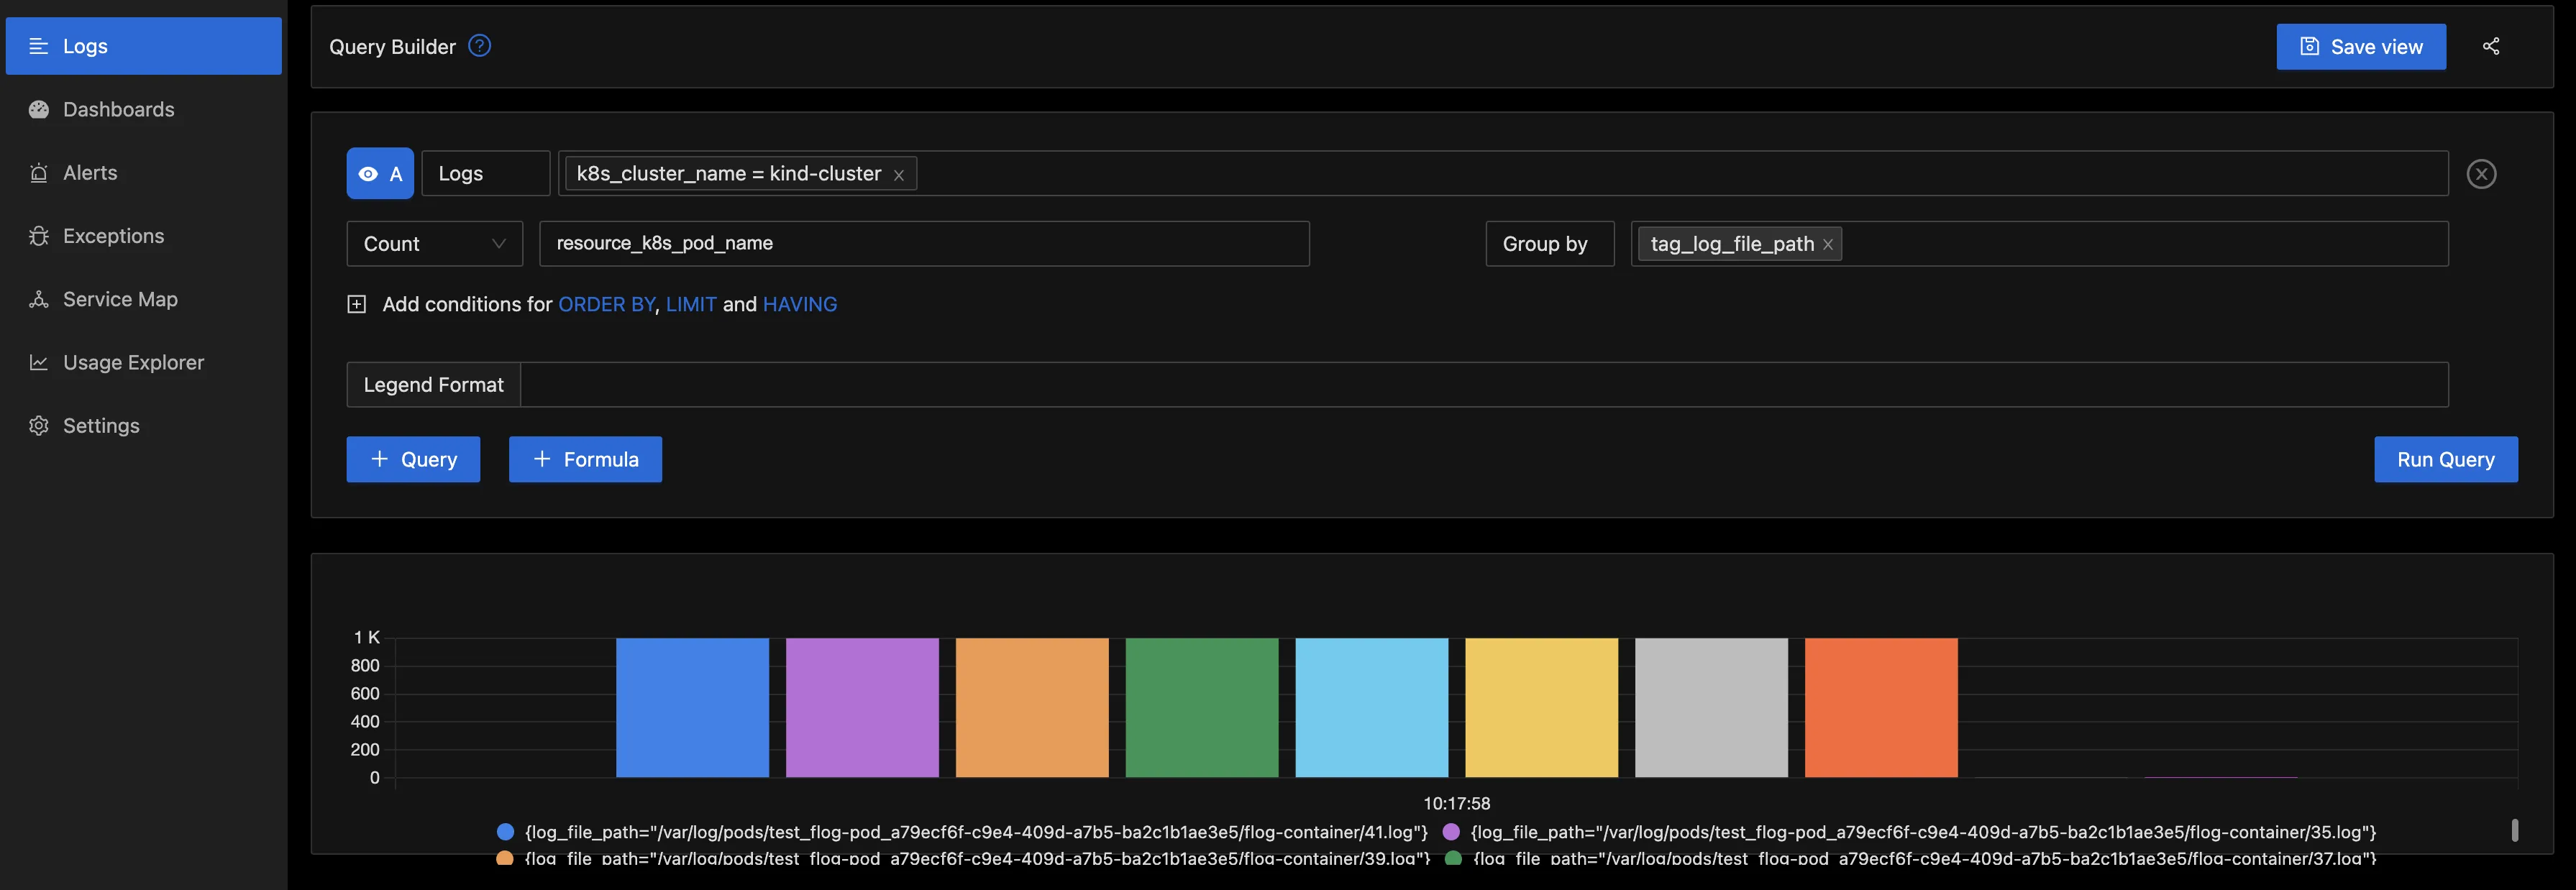 Logs
Dashboards
Alerts
Exceptions
Service Map
Usage Explorer
Settings
Query Builder ?
Save view
A
Logs
k8s_cluster_name = kind-cluster
Count
resource_k8s_pod_name
Group by
tag_log_file_path
Add conditions for ORDER BY, LIMIT and HAVING
Legend Format
+ Query
+ Formula
Run Query
1 K
800
600
400
200
0
10:17:58
{log_file_path="/var/log/pods/test_flog-pod_a79ecf6f-c9e4-409d-a7b5-ba2c1b1ae3e5/flog-container/41.log"}
{log_file_path="/var/log/pods/test_flog-pod_a79ecf6f-c9e4-409d-a7b5-ba2c1b1ae3e5/flog-container/35.log"}
{log_file_path="/var/log/pods/test_flog-pod_a79ecf6f-c9e4-409d-a7b5-ba2c1b1ae3e5/flog-container/39.log"}
{log_file_path="/var/log/pods/test_flog-pod_a79ecf6f-c9e4-409d-a7b5-ba2c1b1ae3e5/flog-container/37.log"}